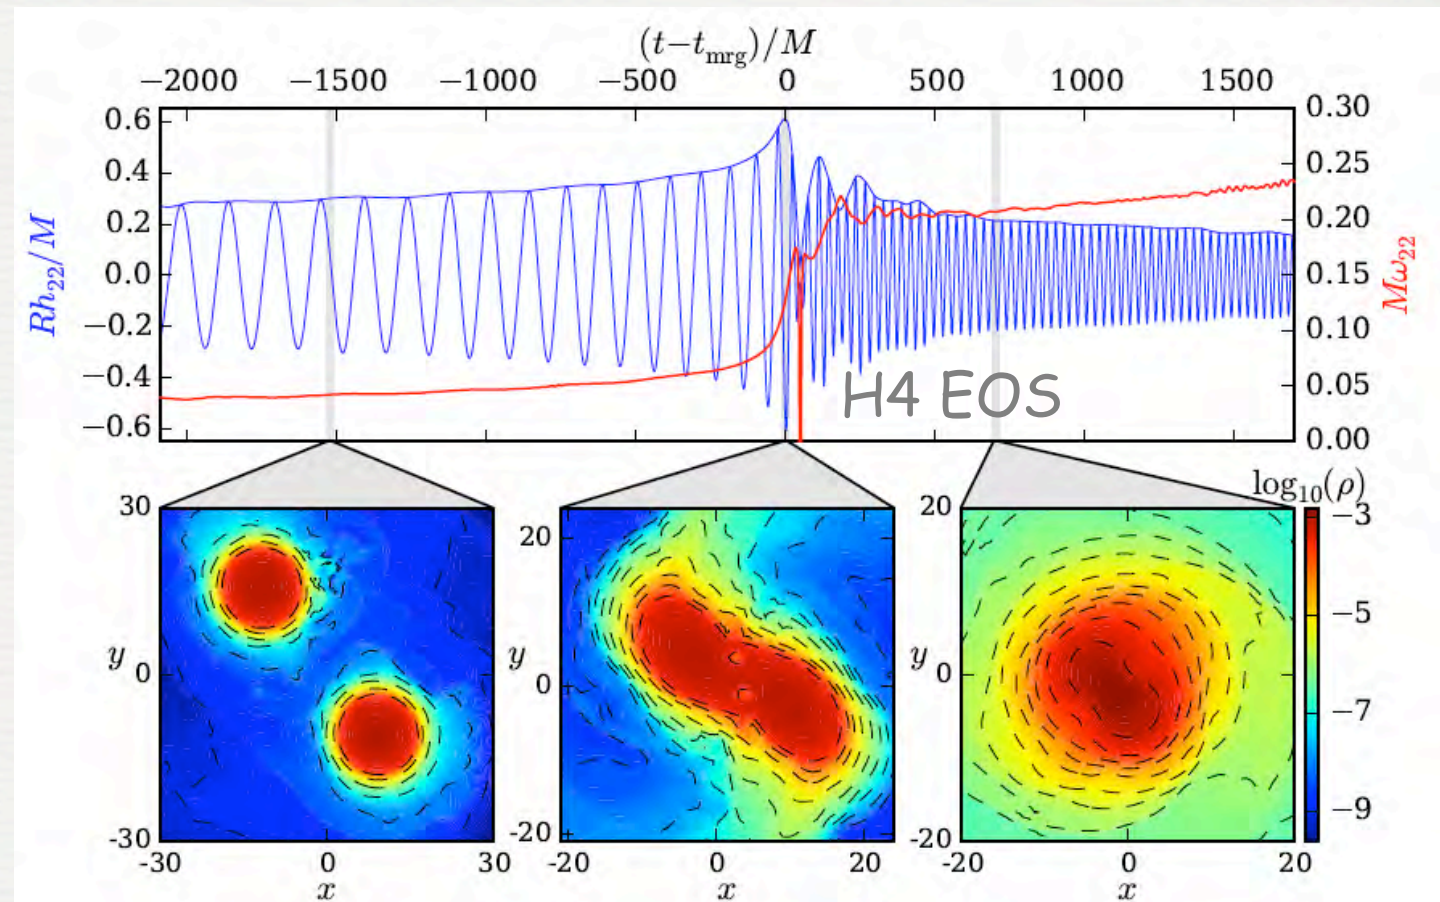 (t−t_mrg)/M
−2000 −1500 −1000 −500 0 500 1000 1500
0.6 0.30
0.4 0.25
0.2 0.20
0.0 0.15
−0.2 0.10
−0.4 0.05
−0.6 0.00
Rh₂₂/M
Mω₂₂
H4 EOS
log₁₀(ρ)
30 20 20 −3
−5
y 0 y 0 y 0
−7
−9
-30 -20 -20
-30 0 30 -20 0 20 -20 0 20
x x x